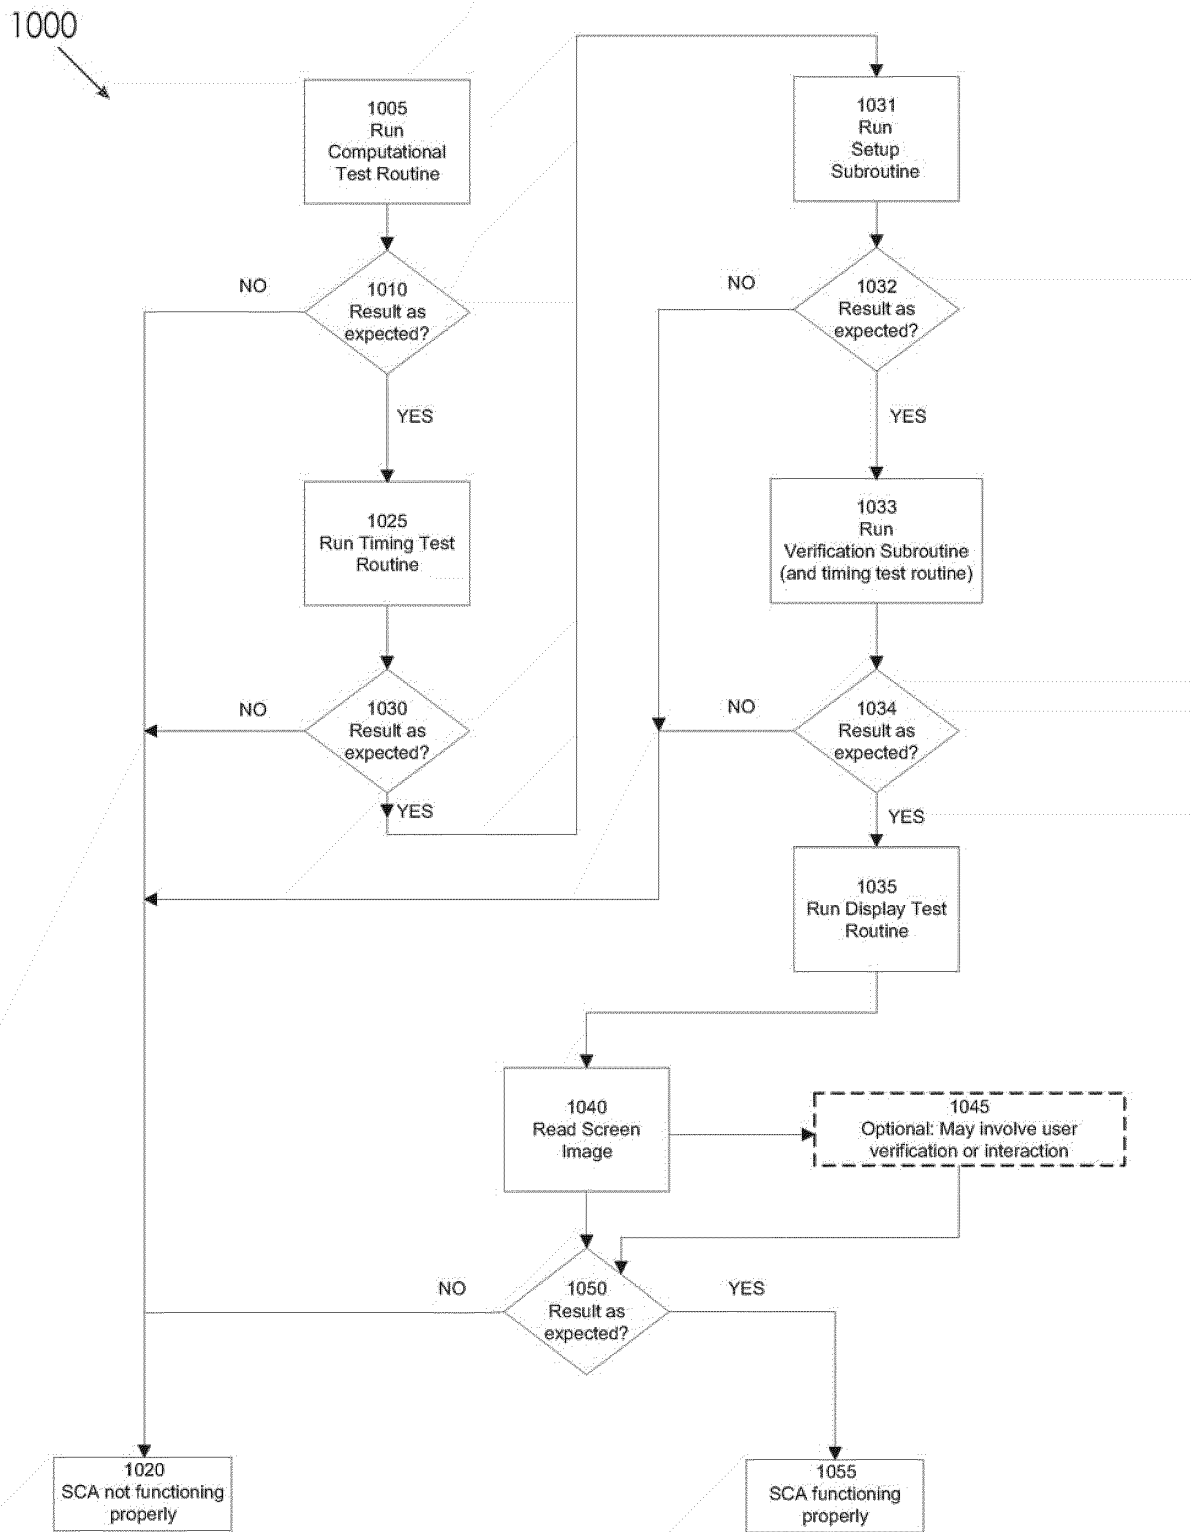 1000
1005
Run
Computational
Test Routine
NO
1010
Result as
expected?
YES
1025
Run Timing Test
Routine
NO
1030
Result as
expected?
YES
1031
Run
Setup
Subroutine
NO
1032
Result as
expected?
YES
1033
Run
Verification Subroutine
(and timing test routine)
NO
1034
Result as
expected?
YES
1035
Run Display Test
Routine
1040
Read Screen
Image
1045
Optional: May involve user
verification or interaction
NO
1050
Result as
expected?
YES
1020
SCA not functioning
properly
1055
SCA functioning
properly